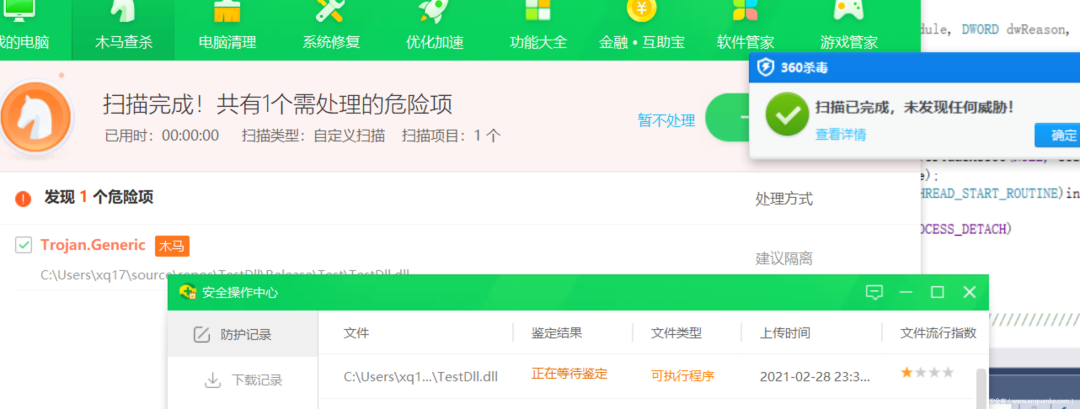 的电脑 木马查杀 电脑清理 系统修复 优化加速 功能大全 金融•互助宝 软件管家 游戏管家
dule, DWORD dwReason,
360杀毒
扫描完成！共有1个需处理的危险项
已用时：00:00:00 扫描类型：自定义扫描 扫描项目：1 个
暂不处理
扫描已完成，未发现任何威胁！
查看详情
确定
e);
HREAD_START_ROUTINE)in
OCESS_DETACH)
发现 1 个危险项 处理方式
Trojan.Generic 木马 建议隔离
C:\Users\xq17\source\repos\TestDll\Release\Test\TestDll.dll
安全操作中心
防护记录
下载记录
文件 鉴定结果 文件类型 上传时间 文件流行指数
C:\Users\xq1...\TestDll.dll 正在等待鉴定 可执行程序 2021-02-28 23:3...
/////////////